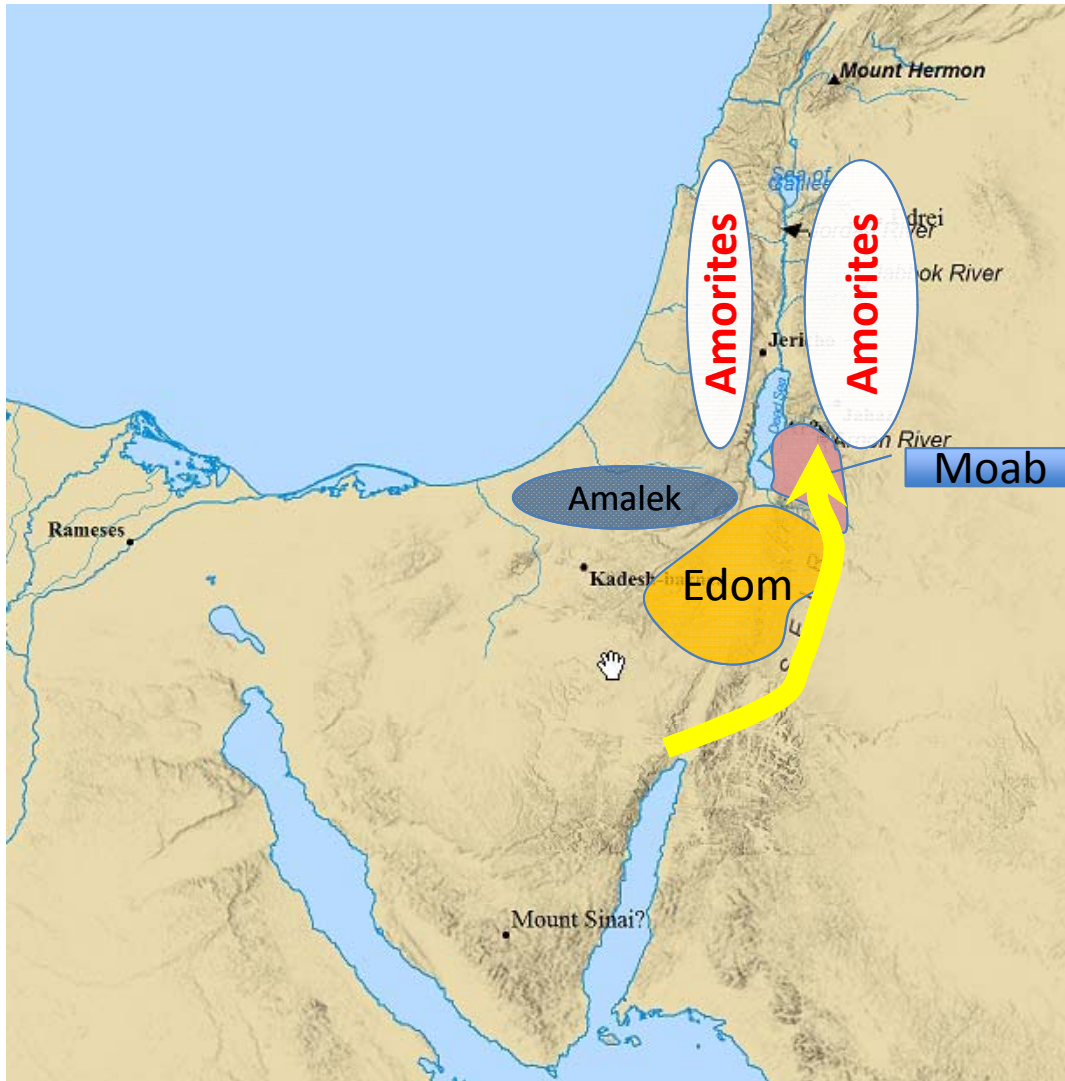 Mount Hermon
Sea of
Galilee
Amorites
Amorites
Edrei
Jordan River
Jabbok River
Jericho
Dead Sea
Arnon River
Moab
Amalek
Rameses
Kadesh-barnea
Edom
S E I R
Mount Sinai?